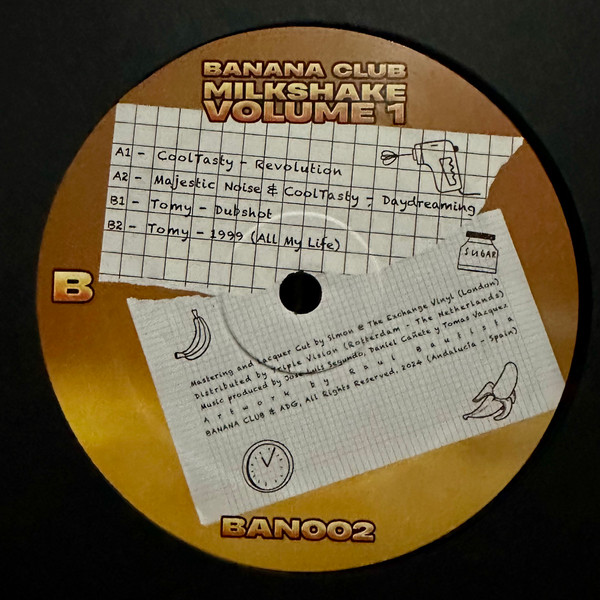 BANANA CLUB
MILKSHAKE
VOLUME 1
A1 - CoolTasty - Revolution
A2 - Majestic Noise & CoolTasty - Daydreaming
B1 - Tomy - Dubshot
B2 - Tomy - 1999 (All My Life)
SUGAR
B
Mastering and Lacquer Cut by Simon @ The Exchange Vinyl (London)
Distributed by Triple Vision (Rotterdam - The Netherlands)
Music produced by Jose Luis Segundo, Daniel Cañete y Tomas Vazquez
Artwork by Raul Bautista
BANANA CLUB & ADG, All Rights Reserved, 2024 (Andalucía - Spain)
BAN002